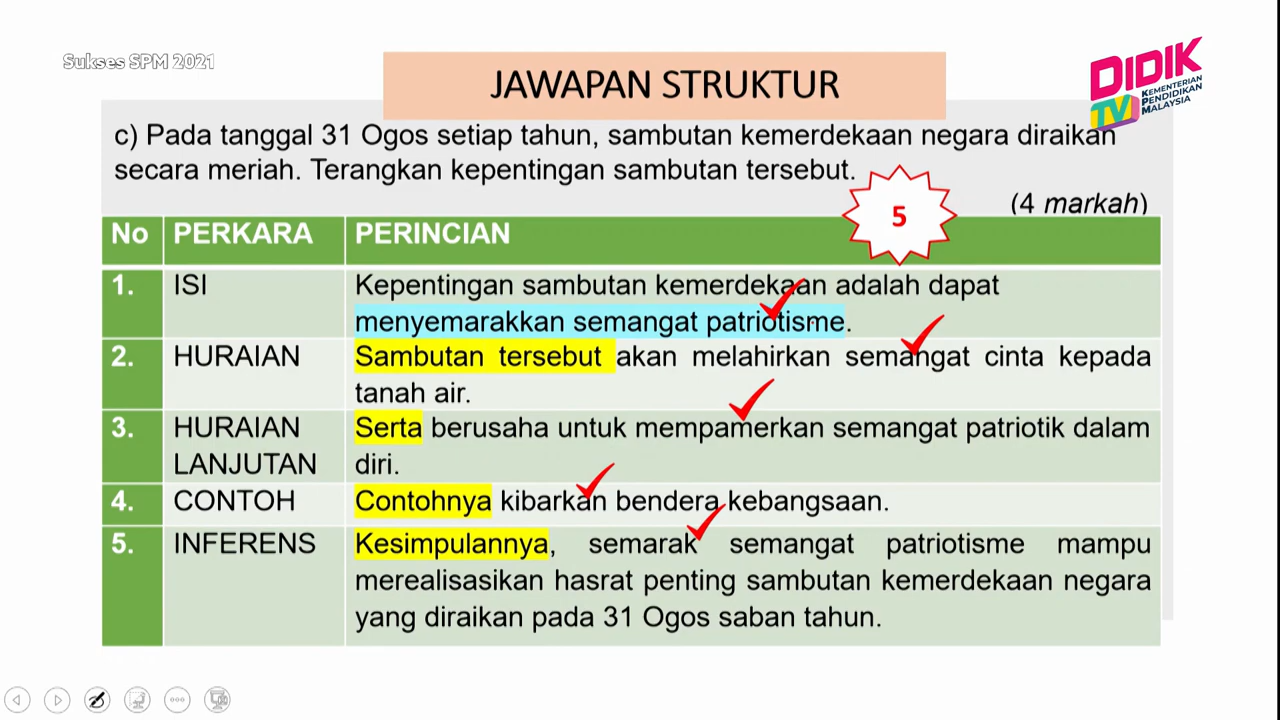 Sukses SPM 2021
JAWAPAN STRUKTUR
DIDIK
TV
KEMENTERIAN
PENDIDIKAN
MALAYSIA
c) Pada tanggal 31 Ogos setiap tahun, sambutan kemerdekaan negara diraikan
secara meriah. Terangkan kepentingan sambutan tersebut.
(4 markah)
5
No PERKARA PERINCIAN
1. ISI Kepentingan sambutan kemerdekaan adalah dapat
menyemarakkan semangat patriotisme.
2. HURAIAN Sambutan tersebut akan melahirkan semangat cinta kepada
tanah air.
3. HURAIAN Serta berusaha untuk mempamerkan semangat patriotik dalam
LANJUTAN diri.
4. CONTOH Contohnya kibarkan bendera kebangsaan.
5. INFERENS Kesimpulannya, semarak semangat patriotisme mampu
merealisasikan hasrat penting sambutan kemerdekaan negara
yang diraikan pada 31 Ogos saban tahun.